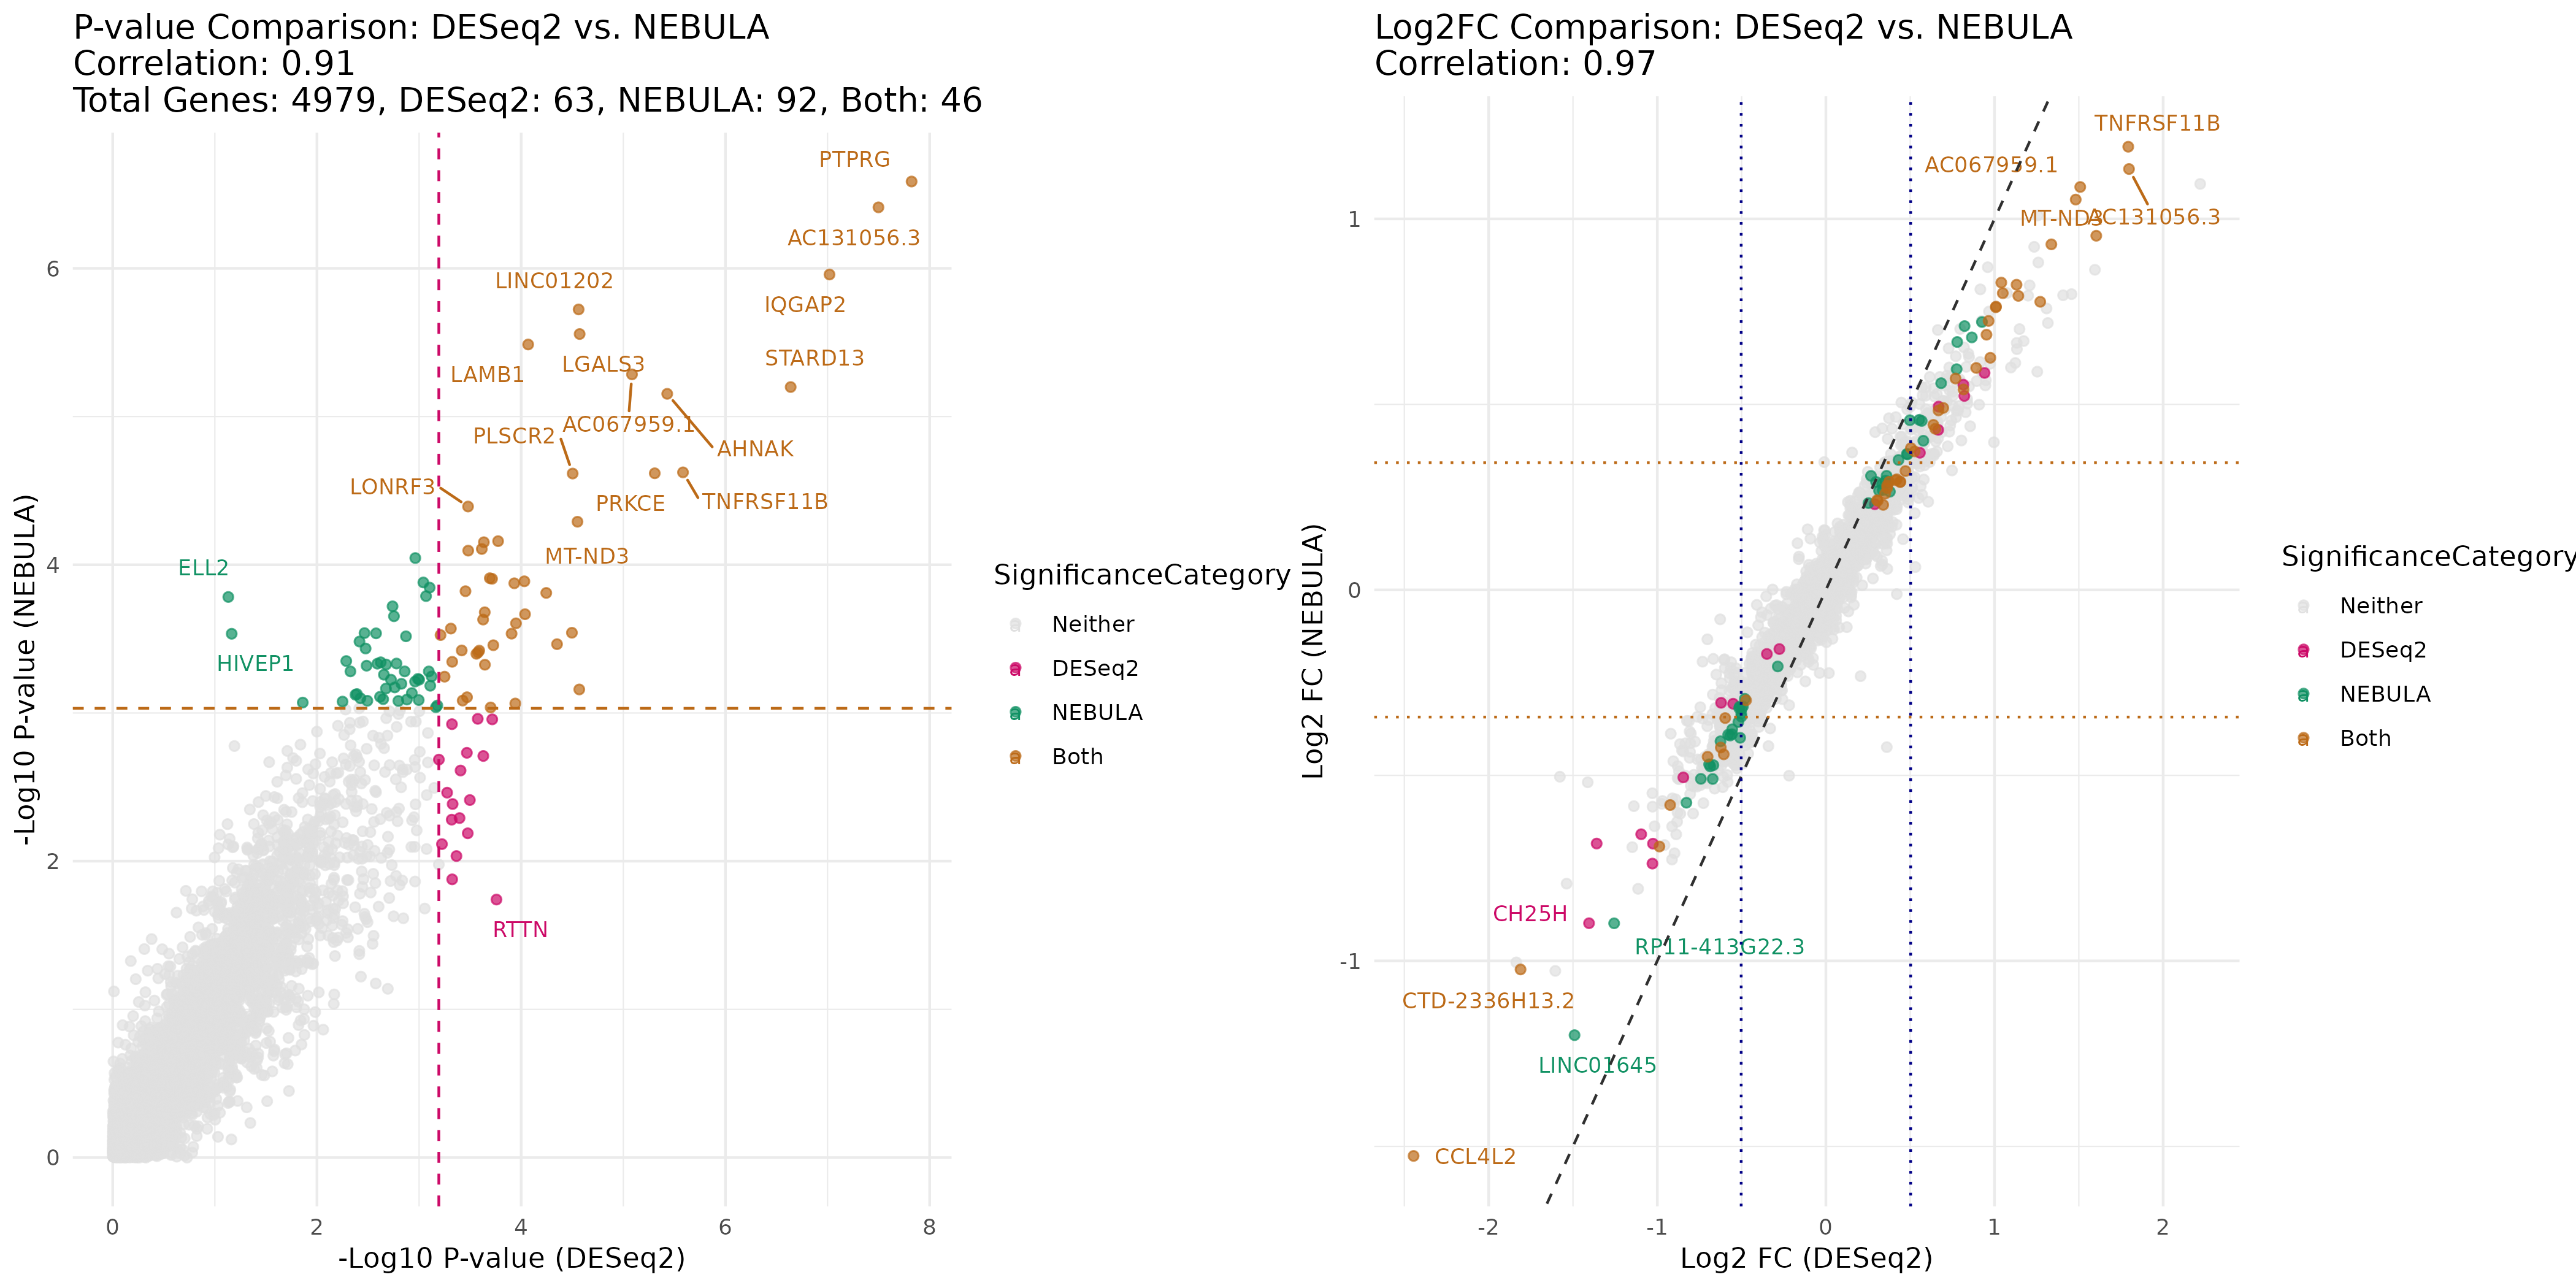 P-value Comparison: DESeq2 vs. NEBULA
Correlation: 0.91
Total Genes: 4979, DESeq2: 63, NEBULA: 92, Both: 46
PTPRG
AC131056.3
LINC01202
IQGAP2
LGALS3
STARD13
LAMB1
AC067959.1
PLSCR2
AHNAK
LONRF3
PRKCE
TNFRSF11B
MT-ND3
ELL2
HIVEP1
RTTN
6
4
2
0
0
2
4
6
8
-Log10 P-value (NEBULA)
-Log10 P-value (DESeq2)
SignificanceCategory
Neither
DESeq2
NEBULA
Both
Log2FC Comparison: DESeq2 vs. NEBULA
Correlation: 0.97
TNFRSF11B
AC067959.1
MT-ND3
AC131056.3
CH25H
RP11-413G22.3
CTD-2336H13.2
LINC01645
CCL4L2
1
0
-1
-2
-1
0
1
2
Log2 FC (NEBULA)
Log2 FC (DESeq2)
SignificanceCategory
Neither
DESeq2
NEBULA
Both